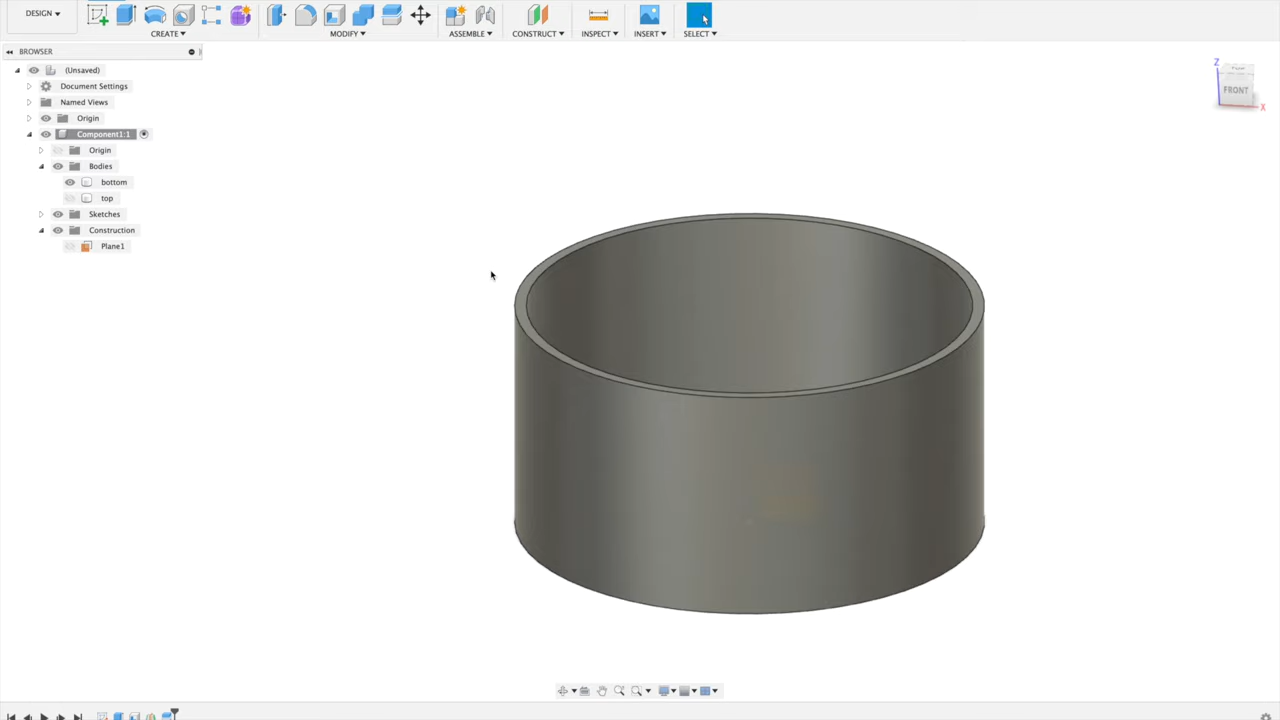 DESIGN
CREATE
MODIFY
ASSEMBLE
CONSTRUCT
INSPECT
INSERT
SELECT
BROWSER
(Unsaved)
Document Settings
Named Views
Origin
Component1:1
Origin
Bodies
bottom
top
Sketches
Construction
Plane1
Z
FRONT
X